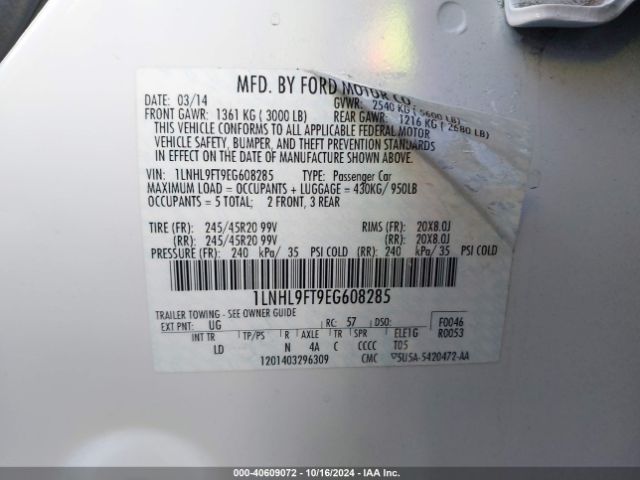 MFD. BY FORD MOTOR CO.
DATE: 03/14 GVWR: 2540 KG (5600 LB)
FRONT GAWR: 1361 KG ( 3000 LB) REAR GAWR: 1216 KG ( 2680 LB)
THIS VEHICLE CONFORMS TO ALL APPLICABLE FEDERAL MOTOR
VEHICLE SAFETY, BUMPER, AND THEFT PREVENTION STANDARDS
IN EFFECT ON THE DATE OF MANUFACTURE SHOWN ABOVE.
VIN: 1LNHL9FT9EG608285 TYPE: Passenger Car
MAXIMUM LOAD = OCCUPANTS + LUGGAGE = 430KG/ 950LB
OCCUPANTS = 5 TOTAL; 2 FRONT, 3 REAR
TIRE (FR): 245/45R20 99V RIMS (FR): 20X8.0J
(RR): 245/45R20 99V (RR): 20X8.0J
PRESSURE (FR): 240 kPa/ 35 PSI COLD (RR): 240 kPa/ 35 PSI COLD
1LNHL9FT9EG608285
TRAILER TOWING - SEE OWNER GUIDE
EXT PNT: UG RC: 57 DSO: F0046
INT TR TP/PS R AXLE TR SPR ELE1G R0053
LD N 4A C CCCC T05
1201403296309 CMC 5U5A-5420472-AA
000-40609072 - 10/16/2024 - IAA Inc.